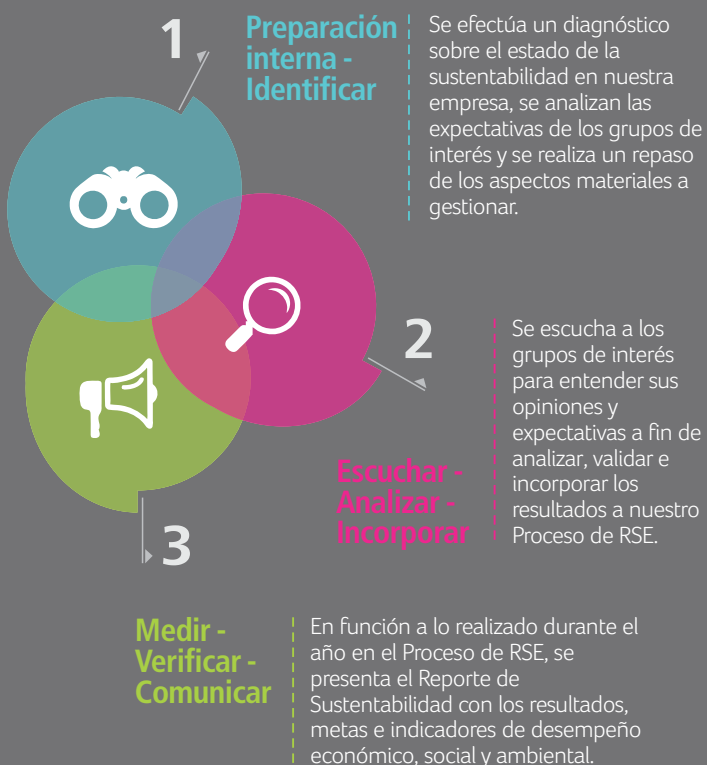 1
Preparación
interna -
Identificar
Se efectúa un diagnóstico
sobre el estado de la
sustentabilidad en nuestra
empresa, se analizan las
expectativas de los grupos de
interés y se realiza un repaso
de los aspectos materiales a
gestionar.
2
Escuchar -
Analizar -
Incorporar
Se escucha a los
grupos de interés
para entender sus
opiniones y
expectativas a fin de
analizar, validar e
incorporar los
resultados a nuestro
Proceso de RSE.
3
Medir -
Verificar -
Comunicar
En función a lo realizado durante el
año en el Proceso de RSE, se
presenta el Reporte de
Sustentabilidad con los resultados,
metas e indicadores de desempeño
económico, social y ambiental.